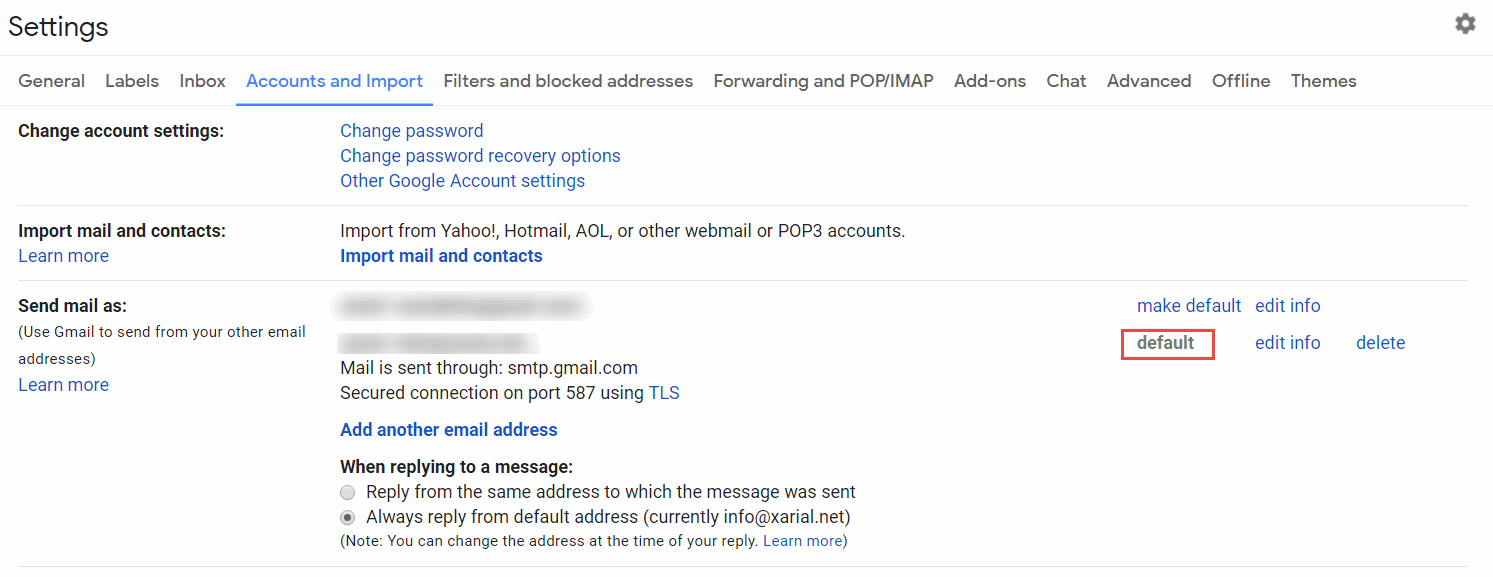 Settings
General Labels Inbox Accounts and Import Filters and blocked addresses Forwarding and POP/IMAP Add-ons Chat Advanced Offline Themes
Change account settings: Change password
Change password recovery options
Other Google Account settings
Import mail and contacts: Import from Yahoo!, Hotmail, AOL, or other webmail or POP3 accounts.
Learn more Import mail and contacts
Send mail as: make default edit info
(Use Gmail to send from your other email
addresses)
Learn more
default edit info delete
Mail is sent through: smtp.gmail.com
Secured connection on port 587 using TLS
Add another email address
When replying to a message:
Reply from the same address to which the message was sent
Always reply from default address (currently info@xarial.net)
(Note: You can change the address at the time of your reply. Learn more)